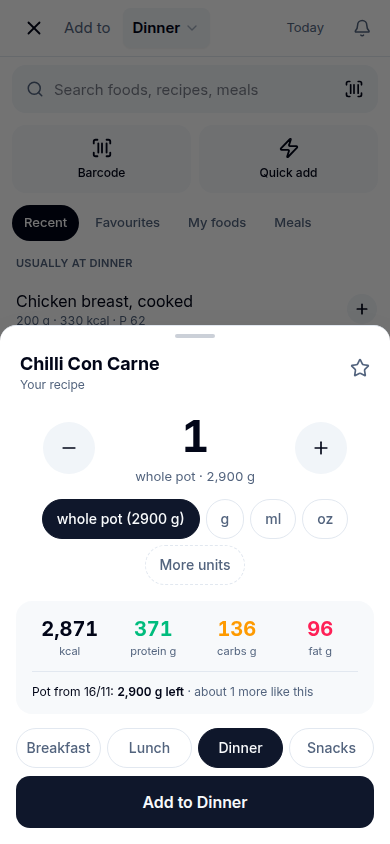 Add to Dinner Today
Search foods, recipes, meals
Barcode Quick add
Recent Favourites My foods Meals
USUALLY AT DINNER
Chicken breast, cooked
200 g · 330 kcal · P 62
Chilli Con Carne
Your recipe
1
whole pot · 2,900 g
whole pot (2900 g) g ml oz
More units
2,871 371 136 96
kcal protein g carbs g fat g
Pot from 16/11: 2,900 g left · about 1 more like this
Breakfast Lunch Dinner Snacks
Add to Dinner